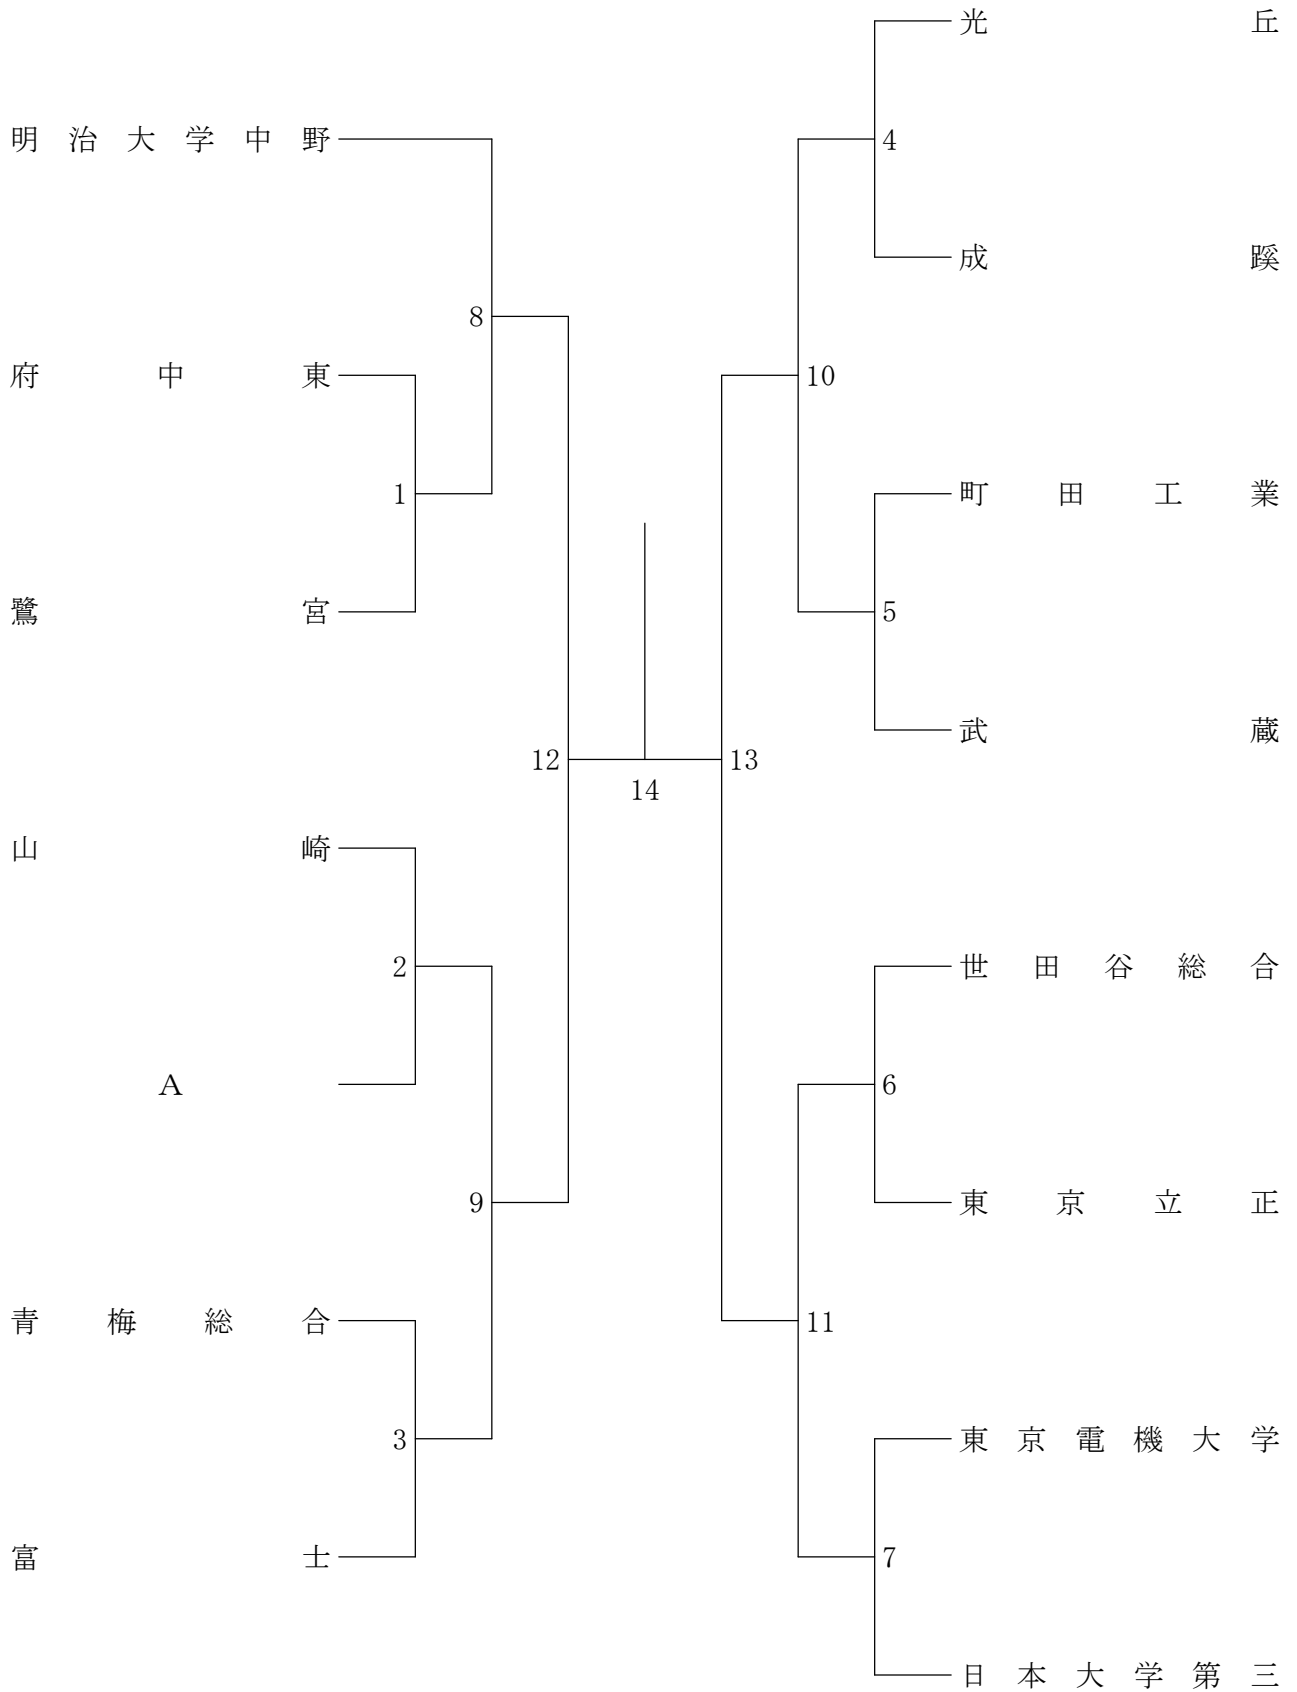 明治大学中野
府中東
鷺宮
山崎
A
青梅総合
富士
8
1
2
9
3
12
14
13
10
4
5
6
11
7
光丘
成蹊
町田工業
武蔵
世田谷総合
東京立正
東京電機大学
日本大学第三